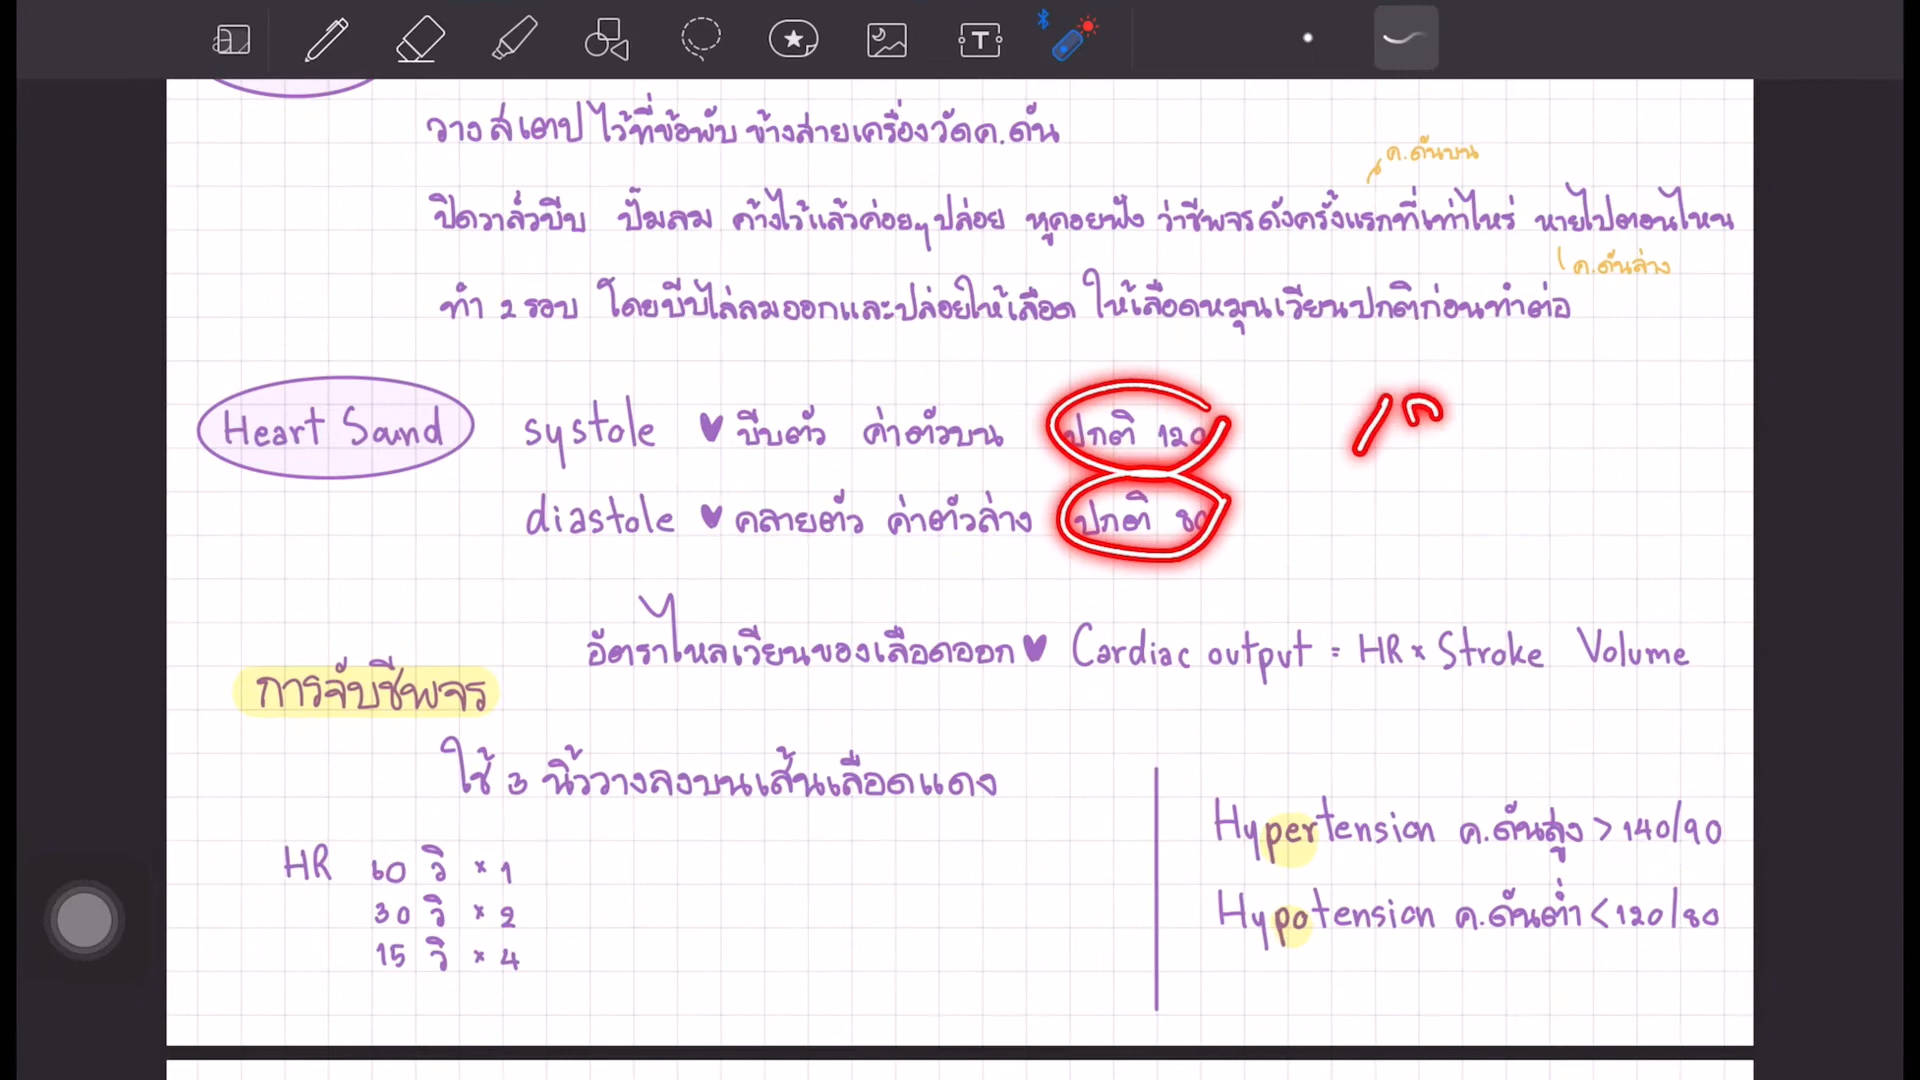 วางสเตป ไว้ที่ข้อพับ ข้างสายเครื่องวัดค.ดัน
ค.ดันบน
ปิดวาล์วบีบ ปั๊มลม ค้างไว้แล้วค่อยๆปล่อย หูคอยฟัง ว่าชีพจรดังครั้งแรกที่เท่าไหร่ หายไปตอนไหน
ค.ดันล่าง
ทำ 2 รอบ โดยบีบไล่ลมออกและปล่อยให้เลือด ให้เลือดหมุนเวียนปกติก่อนทำต่อ
Heart Sound systole ♥ บีบตัว ค่าตัวบน ปกติ 120
diastole ♥ คลายตัว ค่าตัวล่าง ปกติ 80
อัตราไหลเวียนของเลือดออก ♥ Cardiac output = HR × Stroke Volume
การจับชีพจร
ใช้ 3 นิ้ววางลงบนเส้นเลือดแดง
HR 60 วิ × 1
30 วิ × 2
15 วิ × 4
Hypertension ค.ดันสูง > 140/90
Hypotension ค.ดันต่ำ < 120/80